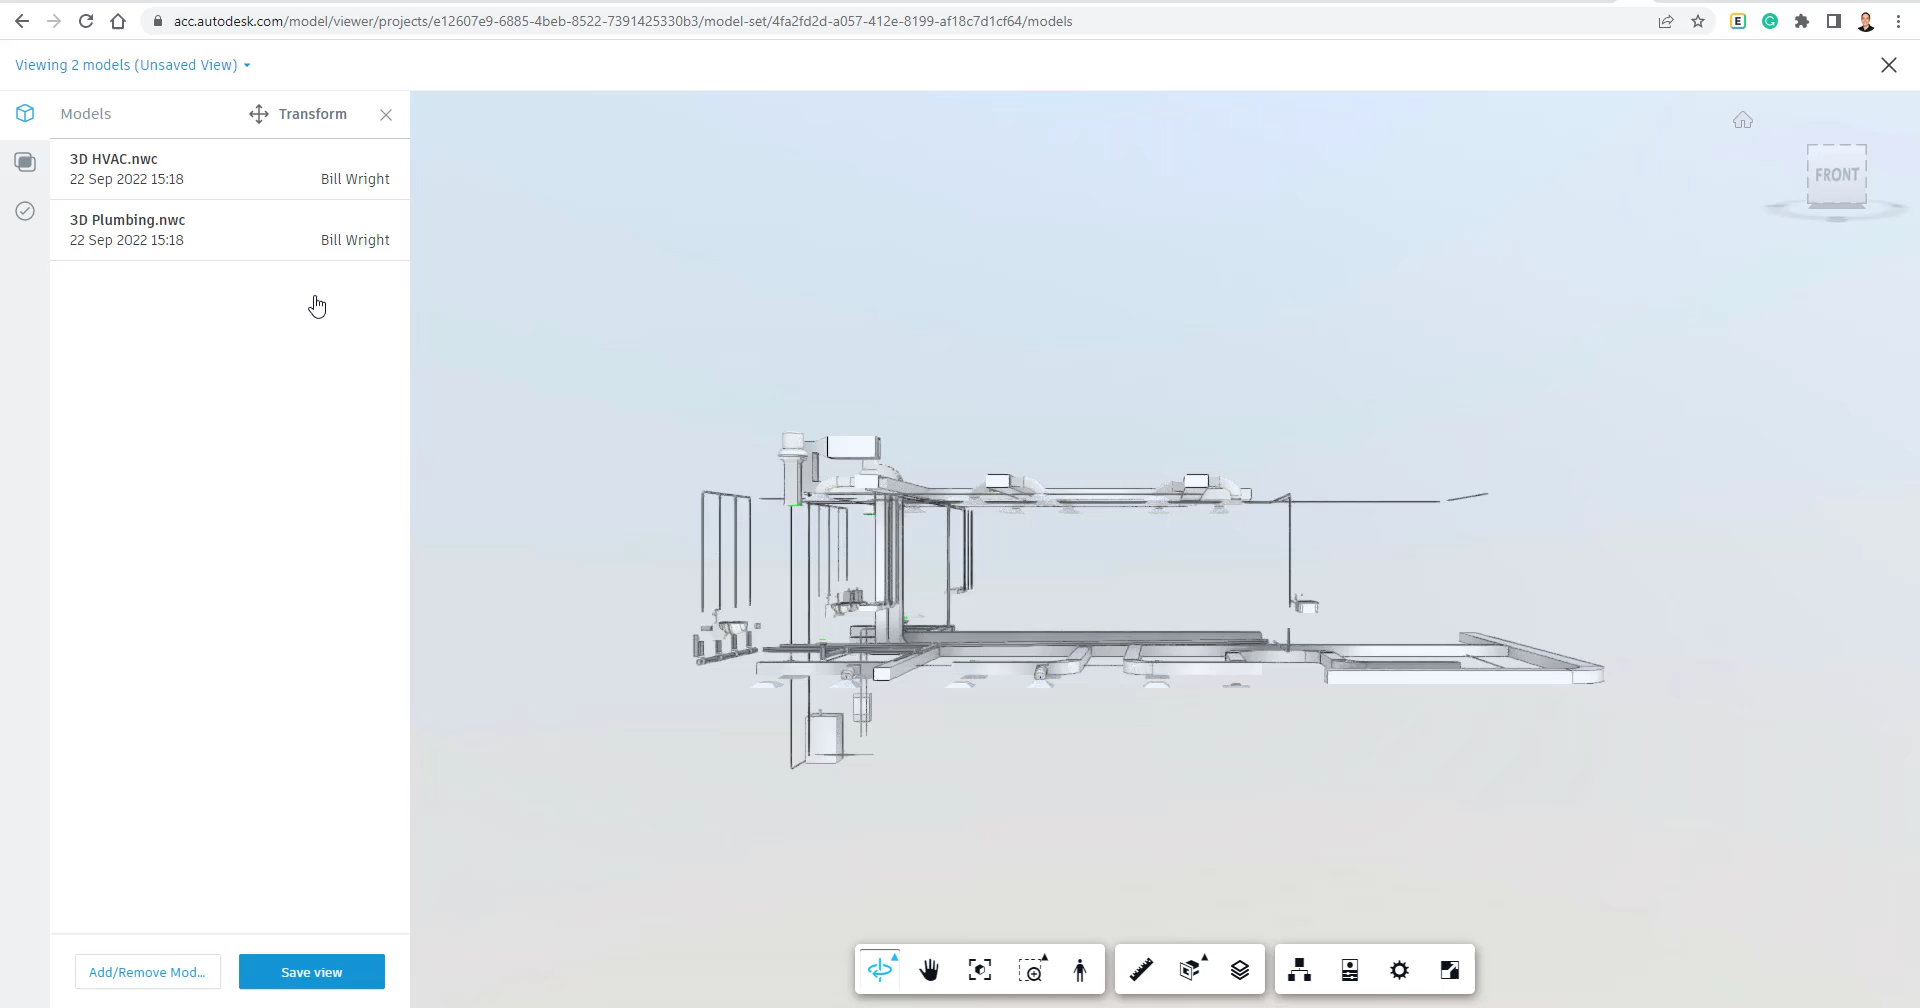 acc.autodesk.com/model/viewer/projects/e12607e9-6885-4beb-8522-7391425330b3/model-set/4fa2fd2d-a057-412e-8199-af18c7d1cf64/models
E
G
Viewing 2 models (Unsaved View)
Models
Transform
3D HVAC.nwc
22 Sep 2022 15:18 Bill Wright
3D Plumbing.nwc
22 Sep 2022 15:18 Bill Wright
FRONT
Add/Remove Mod...
Save view